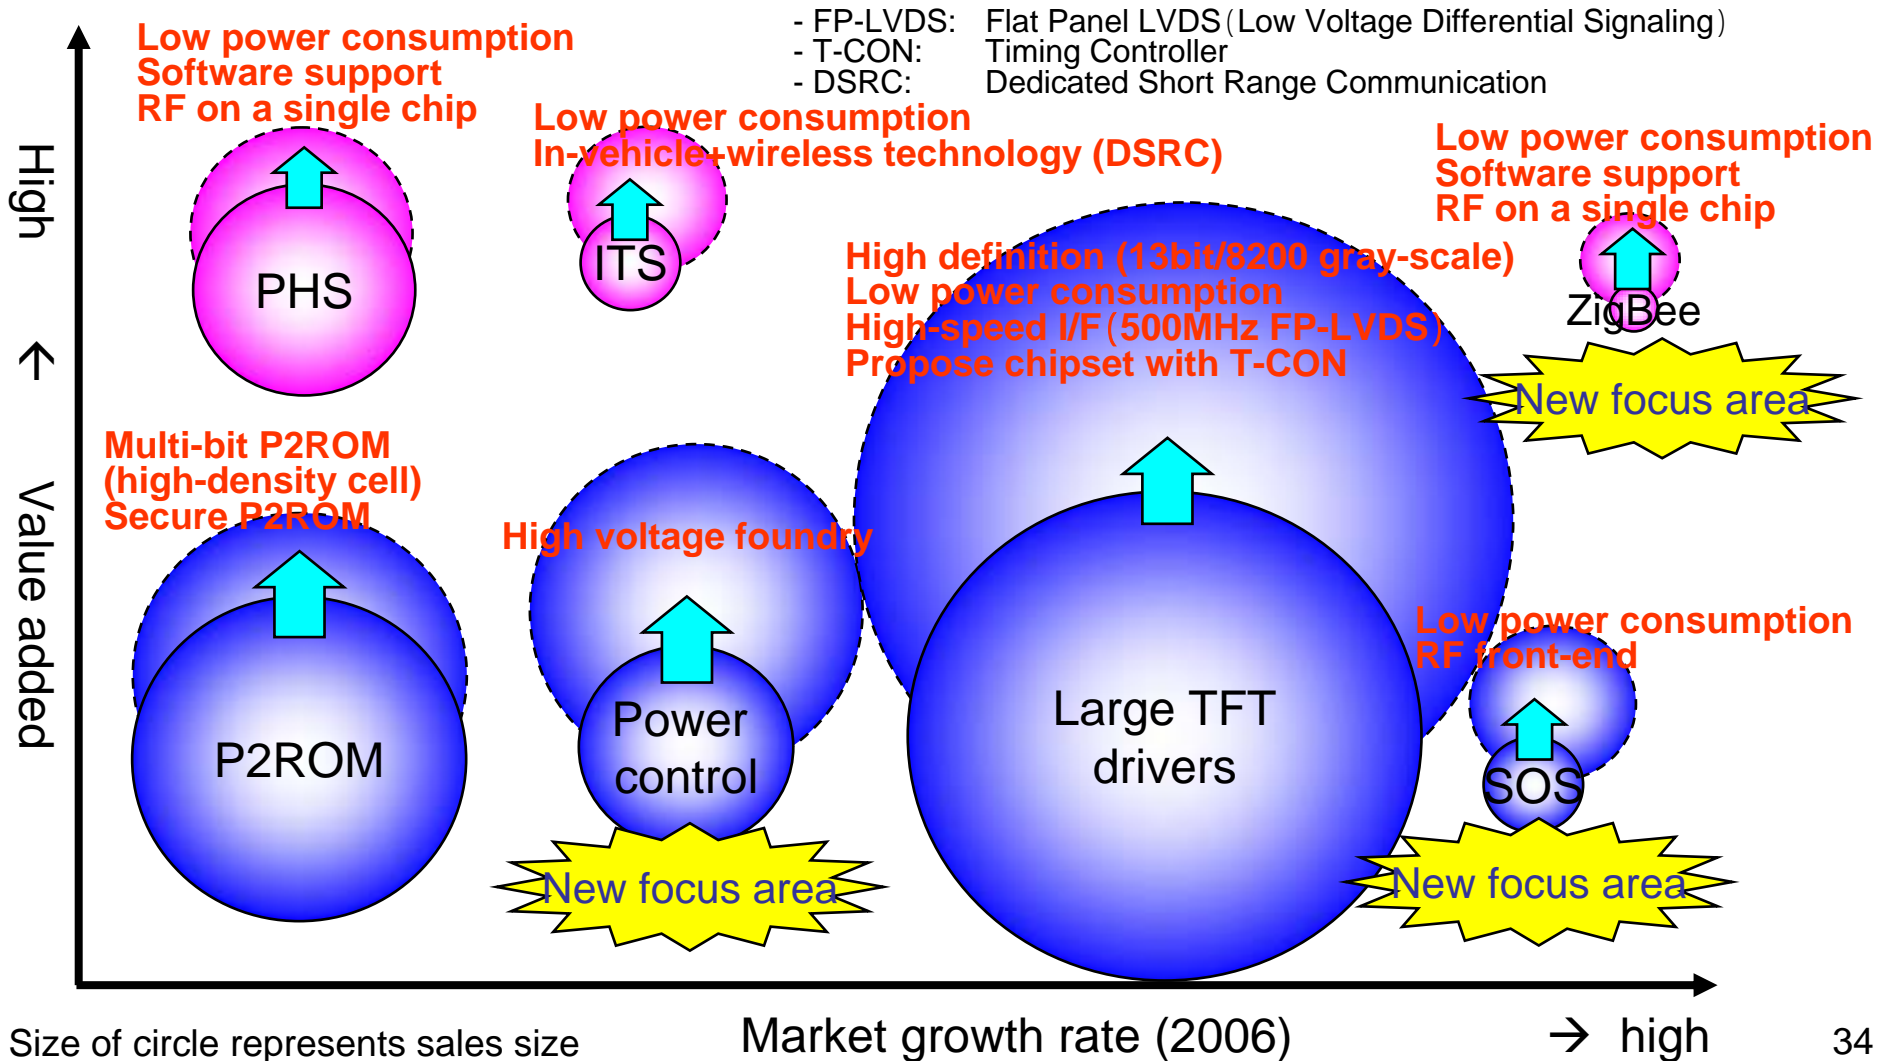 - FP-LVDS: Flat Panel LVDS(Low Voltage Differential Signaling)
- T-CON: Timing Controller
- DSRC: Dedicated Short Range Communication
Low power consumption
Software support
RF on a single chip
Low power consumption
In-vehicle+wireless technology (DSRC)
Low power consumption
Software support
RF on a single chip
High definition (13bit/8200 gray-scale)
Low power consumption
High-speed I/F(500MHz FP-LVDS)
Propose chipset with T-CON
PHS
ITS
ZigBee
New focus area
Multi-bit P2ROM
(high-density cell)
Secure P2ROM
High voltage foundry
Low power consumption
RF front-end
P2ROM
Power
control
Large TFT
drivers
SOS
New focus area
New focus area
Value added → High
Size of circle represents sales size
Market growth rate (2006) → high
34